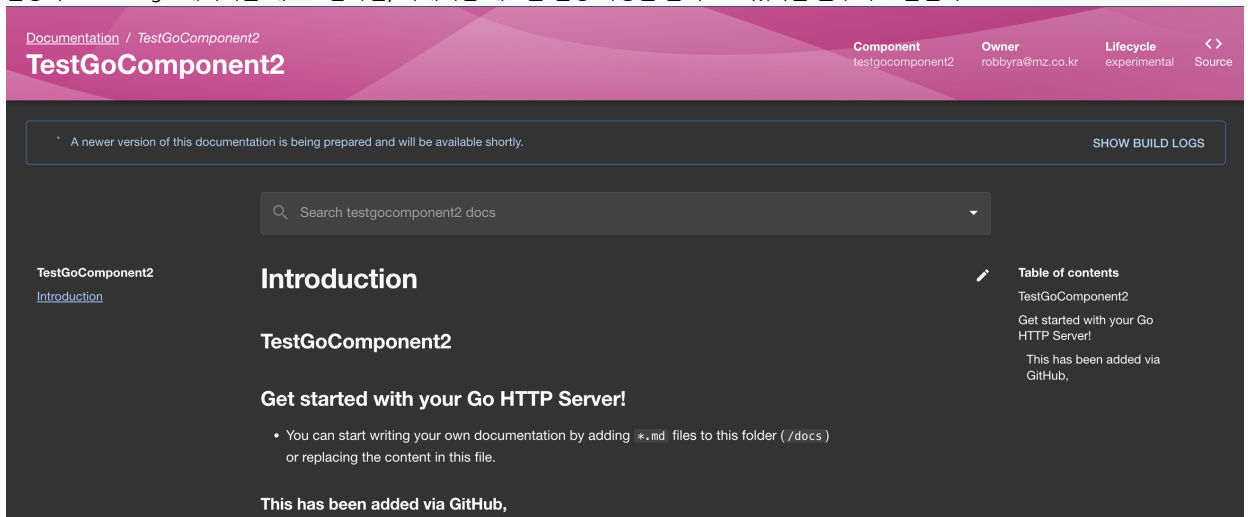 Documentation / TestGoComponent2
TestGoComponent2
Component
testgocomponent2
Owner
robbyra@mz.co.kr
Lifecycle
experimental
<>
Source
A newer version of this documentation is being prepared and will be available shortly.
SHOW BUILD LOGS
Search testgocomponent2 docs
TestGoComponent2
Introduction
Introduction
TestGoComponent2
Get started with your Go HTTP Server!
• You can start writing your own documentation by adding *.md files to this folder ( /docs )
or replacing the content in this file.
This has been added via GitHub,
Table of contents
TestGoComponent2
Get started with your Go
HTTP Server!
This has been added via
GitHub,